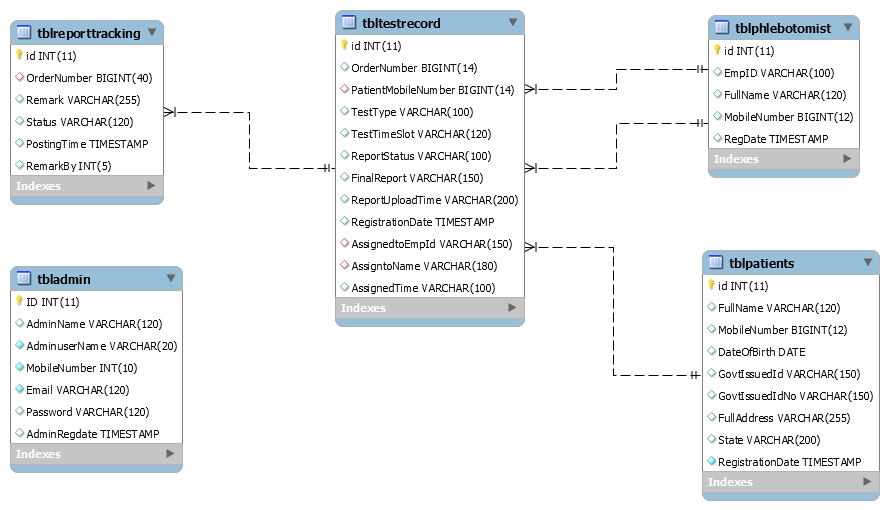 tblreporttracking
id INT(11)
OrderNumber BIGINT(40)
Remark VARCHAR(255)
Status VARCHAR(120)
PostingTime TIMESTAMP
RemarkBy INT(5)
Indexes
tbladmin
ID INT(11)
AdminName VARCHAR(120)
AdminuserName VARCHAR(20)
MobileNumber INT(10)
Email VARCHAR(120)
Password VARCHAR(120)
AdminRegdate TIMESTAMP
Indexes
tbltestrecord
id INT(11)
OrderNumber BIGINT(14)
PatientMobileNumber BIGINT(14)
TestType VARCHAR(100)
TestTimeSlot VARCHAR(120)
ReportStatus VARCHAR(100)
FinalReport VARCHAR(150)
ReportUploadTime VARCHAR(200)
RegistrationDate TIMESTAMP
AssignedtoEmpId VARCHAR(150)
AssigntoName VARCHAR(180)
AssignedTime VARCHAR(100)
Indexes
tblphlebotomist
id INT(11)
EmpID VARCHAR(100)
FullName VARCHAR(120)
MobileNumber BIGINT(12)
RegDate TIMESTAMP
Indexes
tblpatients
id INT(11)
FullName VARCHAR(120)
MobileNumber BIGINT(12)
DateOfBirth DATE
GovtIssuedId VARCHAR(150)
GovtIssuedIdNo VARCHAR(150)
FullAddress VARCHAR(255)
State VARCHAR(200)
RegistrationDate TIMESTAMP
Indexes